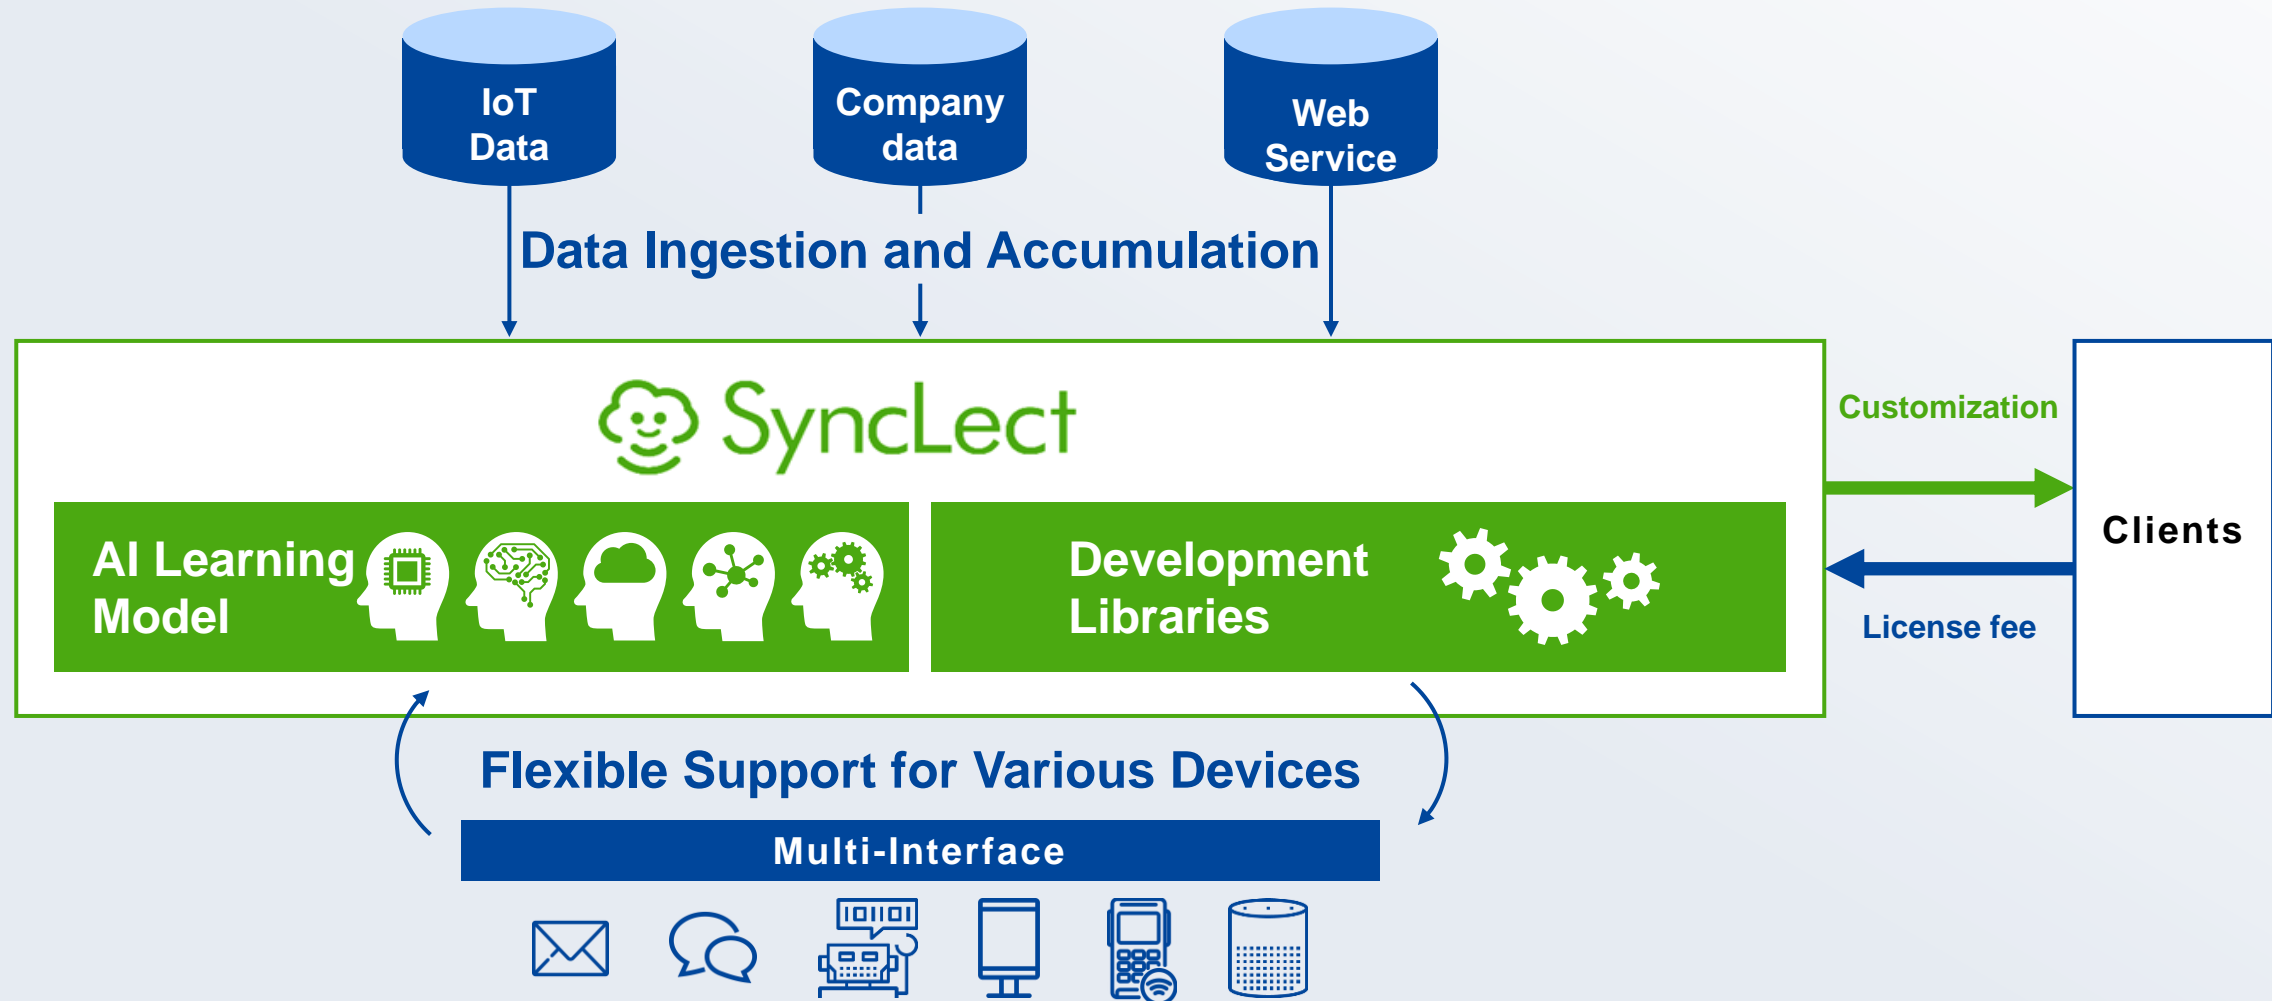 IoT
Data
Company
data
Web
Service
Data Ingestion and Accumulation
SyncLect
Customization
AI Learning
Model
Development
Libraries
Clients
License fee
Flexible Support for Various Devices
Multi-Interface
101101